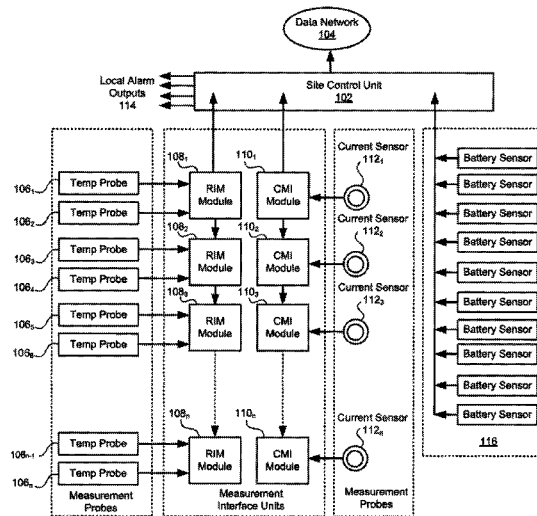 Data Network
104
Local Alarm
Outputs
114
Site Control Unit
102
108₁
110₁
Current Sensor
112₁
Battery Sensor
106₁
Temp Probe
RIM
Module
CMI
Module
Battery Sensor
106₂
Temp Probe
Battery Sensor
108₂
110₂
Current Sensor
112₂
Battery Sensor
106₃
Temp Probe
RIM
Module
CMI
Module
Battery Sensor
106₄
Temp Probe
108₃
110₃
Current Sensor
112₃
Battery Sensor
106₅
Temp Probe
RIM
Module
CMI
Module
Battery Sensor
106₆
Temp Probe
Battery Sensor
Battery Sensor
108ₙ
110ₙ
Current Sensor
112ₙ
Battery Sensor
106ₙ₋₁
Temp Probe
RIM
Module
CMI
Module
116
106ₙ
Temp Probe
Measurement
Probes
Measurement
Interface Units
Measurement
Probes